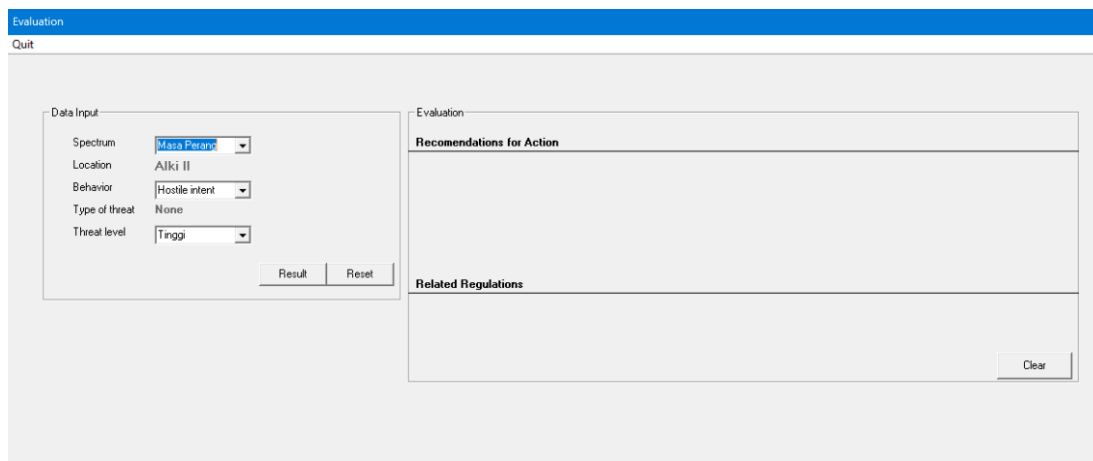 Evaluation
Quit
Data Input
Spectrum Masa Perang
Location Alki II
Behavior Hostile intent
Type of threat None
Threat level Tinggi
Result Reset
Evaluation
Recomendations for Action
Related Regulations
Clear